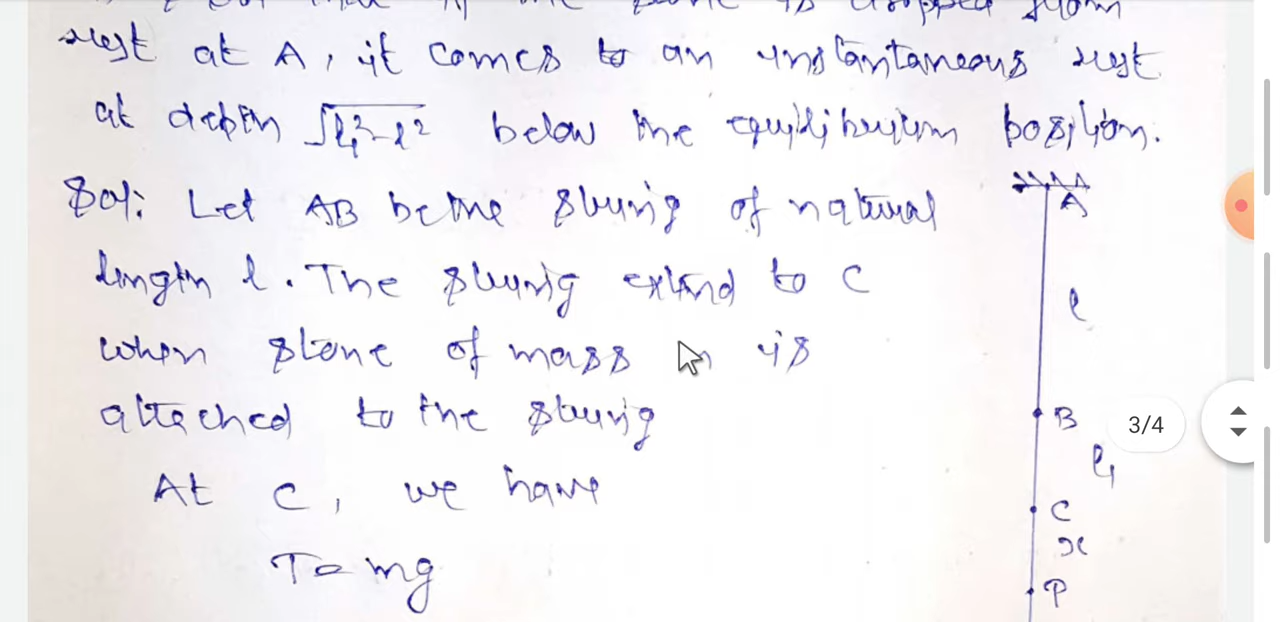 rest at A, it comes to an instantaneous rest
at depth √l₁²-l² below the equilibrium position.
Sol: Let AB be the string of natural
length l. The string extend to C
when stone of mass m is
attached to the string
At C, we have
T = mg
A
l
B
l₁
C
x
P
3/4